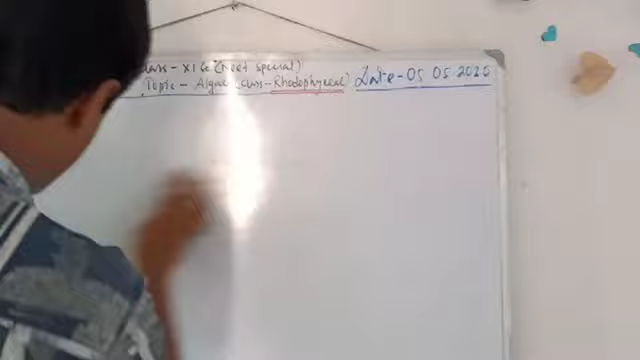 class - XI & (Neet special)
Topic - Algae (class - Rhodophyceae)
Date - 05 05 2020